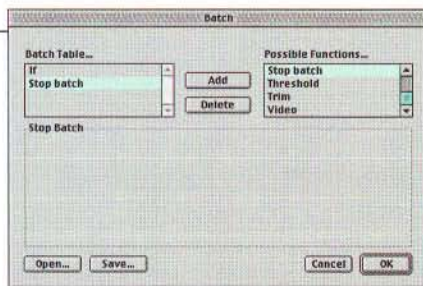 Batch
Batch Table...
If
Stop batch
Add
Delete
Possible Functions...
Stop batch
Threshold
Trim
Video
Stop Batch
Open...
Save...
Cancel
OK